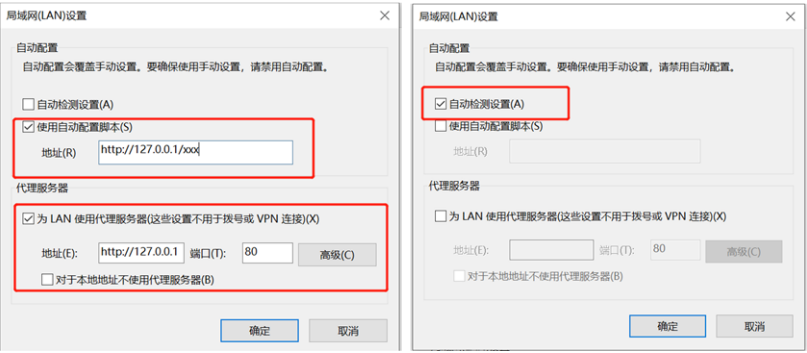 局域网(LAN)设置
自动配置
自动配置会覆盖手动设置。要确保使用手动设置，请禁用自动配置。
自动检测设置(A)
使用自动配置脚本(S)
地址(R)
http://127.0.0.1/xxx
代理服务器
为 LAN 使用代理服务器(这些设置不用于拨号或 VPN 连接)(X)
地址(E): http://127.0.0.1 端口(T): 80 高级(C)
对于本地地址不使用代理服务器(B)
确定 取消
局域网(LAN)设置
自动配置
自动配置会覆盖手动设置。要确保使用手动设置，请禁用自动配置。
自动检测设置(A)
使用自动配置脚本(S)
地址(R)
代理服务器
为 LAN 使用代理服务器(这些设置不用于拨号或 VPN 连接)(X)
地址(E): 端口(T): 80 高级(C)
对于本地地址不使用代理服务器(B)
确定 取消